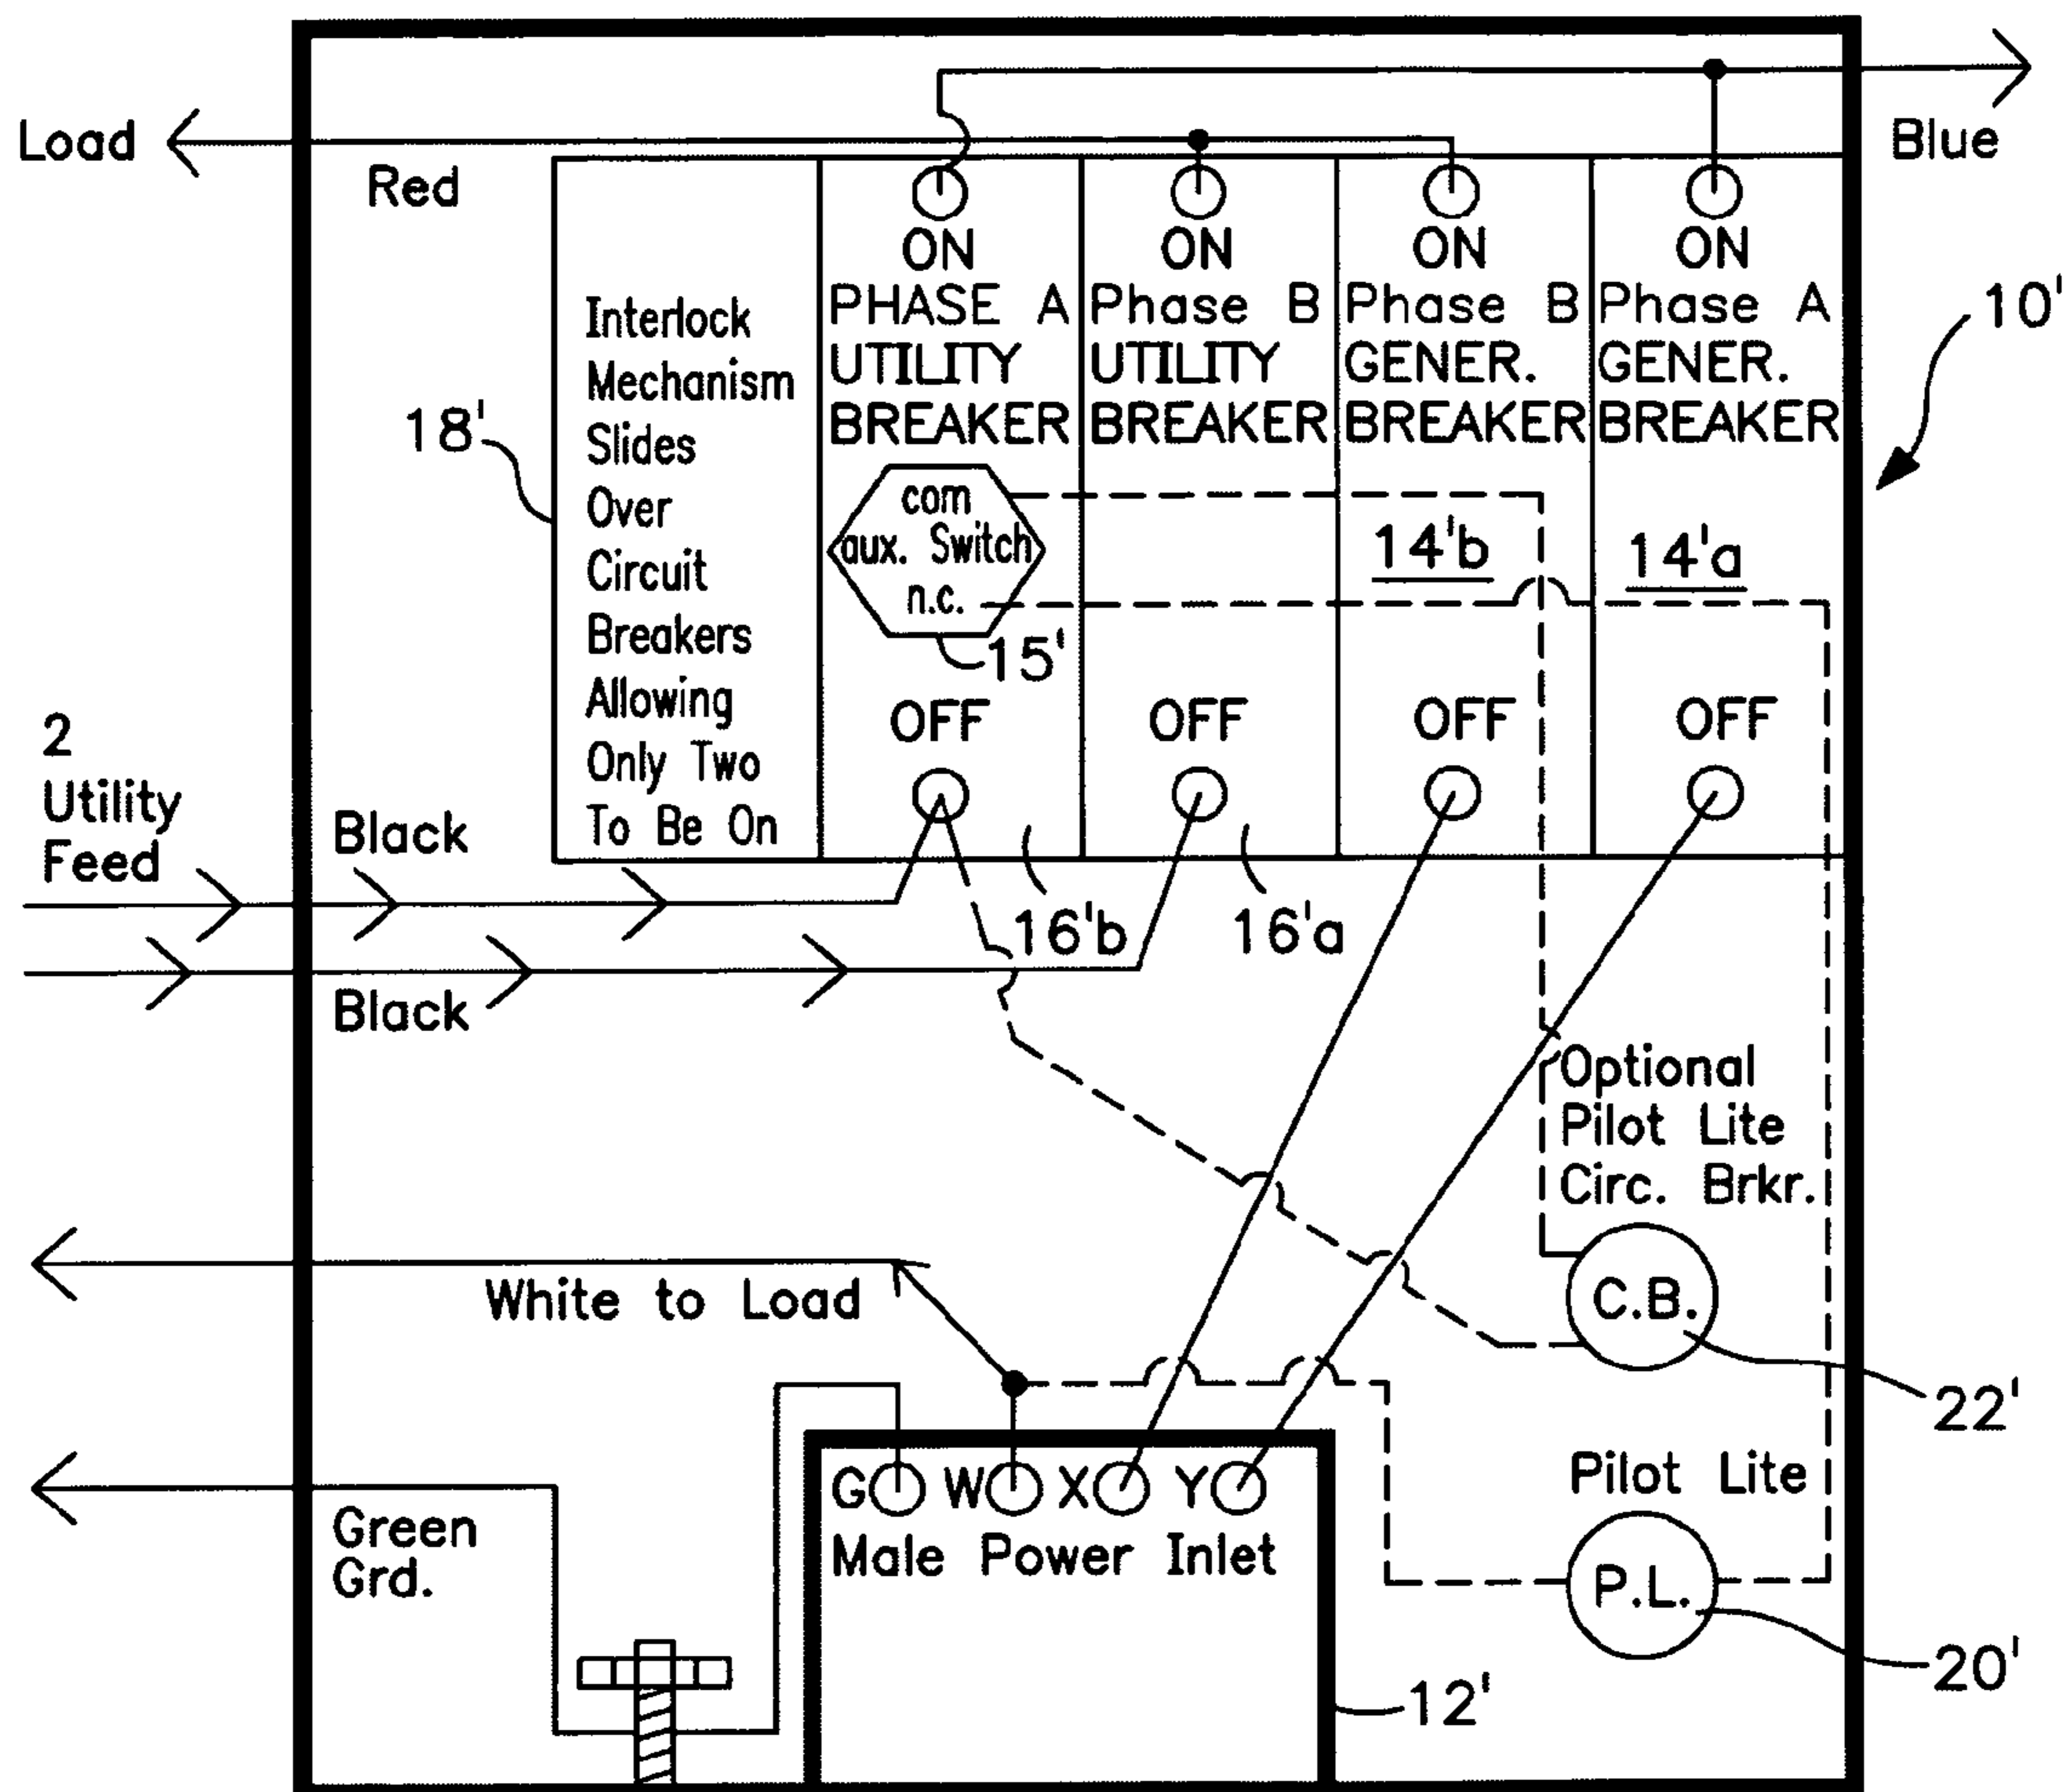 Load
Red
Blue
ON
PHASE A
UTILITY
BREAKER
ON
Phase B
UTILITY
BREAKER
ON
Phase B
GENER.
BREAKER
ON
Phase A
GENER.
BREAKER
10'
Interlock
Mechanism
Slides
Over
Circuit
Breakers
Allowing
Only Two
To Be On
18'
com
aux. Switch
n.c.
15'
14'b
14'a
OFF
OFF
OFF
OFF
2
Utility
Feed
Black
Black
16'b
16'a
Optional
Pilot Lite
Circ. Brkr.
C.B.
22'
White to Load
G W X Y
Male Power Inlet
Pilot Lite
P.L.
20'
Green
Grd.
12'